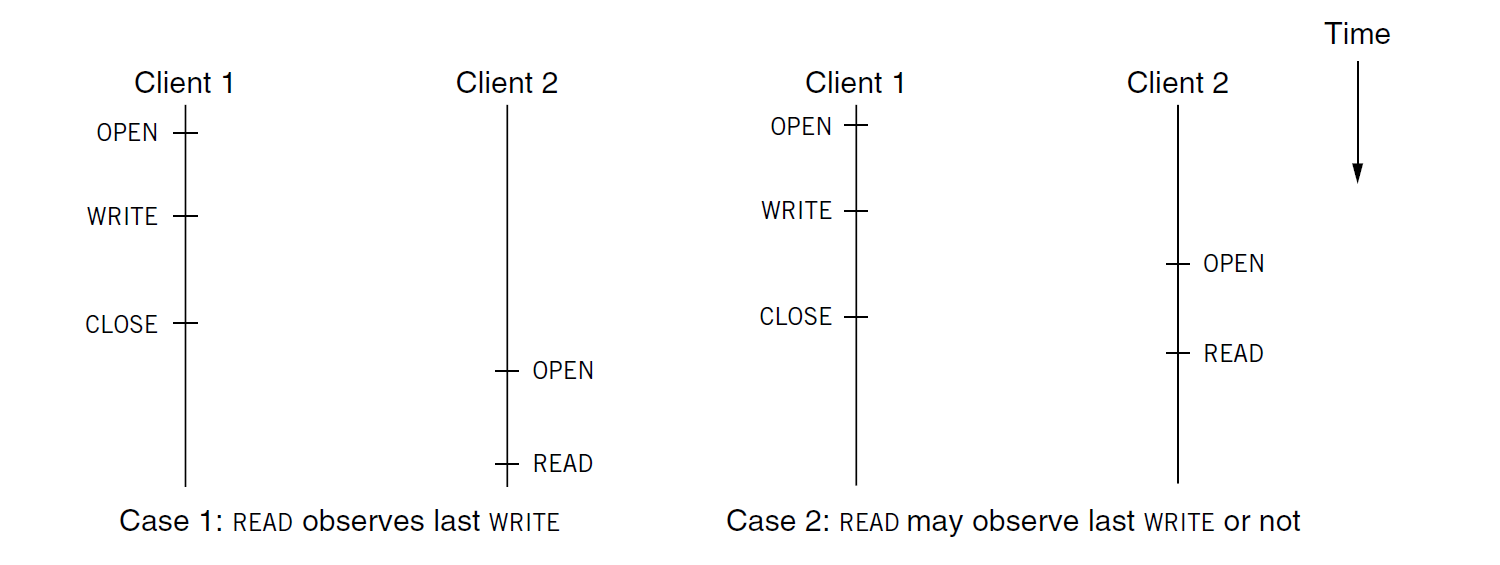 Time
Client 1
Client 2
OPEN
WRITE
CLOSE
OPEN
READ
Case 1: READ observes last WRITE
Client 1
Client 2
OPEN
WRITE
OPEN
CLOSE
READ
Case 2: READ may observe last WRITE or not